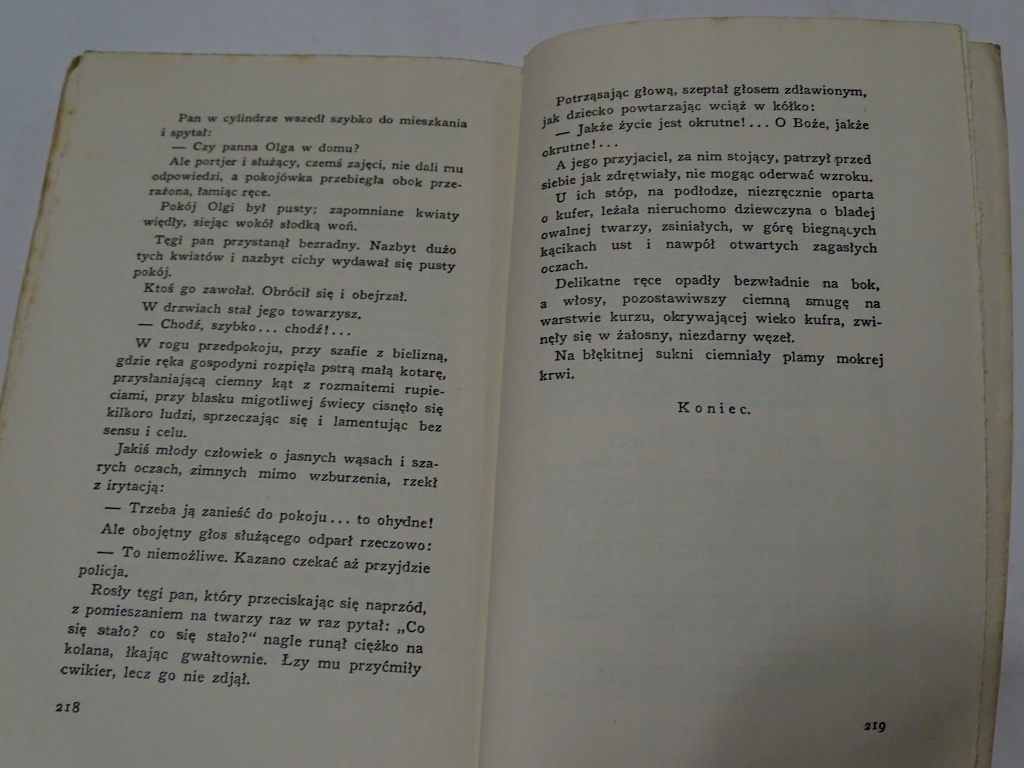 Pan w cylindrze wszedł szybko do mieszkania
i spytał:
— Czy panna Olga w domu?
Ale portjer i służący, czemś zajęci, nie dali mu
odpowiedzi, a pokojówka przebiegła obok prze-
rażona, łamiąc ręce.
Pokój Olgi był pusty; zapomniane kwiaty
więdły, siejąc wokół słodką woń.
Tęgi pan przystanął bezradny. Nazbyt dużo
tych kwiatów i nazbyt cichy wydawał się pusty
pokój.
Ktoś go zawołał. Obrócił się i obejrzał.
W drzwiach stał jego towarzysz.
— Chodź, szybko... chodź!...
W rogu przedpokoju, przy szafie z bielizną,
gdzie ręka gospodyni rozpięła pstrą małą kotarę,
przysłaniającą ciemny kąt z rozmaitemi rupie-
ciami, przy blasku migotliwej świecy cisnęło się
kilkoro ludzi, sprzeczając się i lamentując bez
sensu i celu.
Jakiś młody człowiek o jasnych wąsach i sza-
rych oczach, zimnych mimo wzburzenia, rzekł
z irytacją:
— Trzeba ją zanieść do pokoju... to ohydne!
Ale obojętny głos służącego odparł rzeczowo:
— To niemożliwe. Kazano czekać aż przyjdzie
policja.
Rosły tęgi pan, który przeciskając się naprzód,
z pomieszaniem na twarzy raz w raz pytał: „Co
się stało? co się stało?“ nagle runął ciężko na
kolana, łkając gwałtownie. Łzy mu przyćmiły
cwikier, lecz go nie zdjął.
218
Potrząsając głową, szeptał głosem zdławionym,
jak dziecko powtarzając wciąż w kółko:
— Jakże życie jest okrutne!... O Boże, jakże
okrutne!...
A jego przyjaciel, za nim stojący, patrzył przed
siebie jak zdrętwiały, nie mogąc oderwać wzroku.
U ich stóp, na podłodze, niezręcznie oparta
o kufer, leżała nieruchomo dziewczyna o bladej
owalnej twarzy, zsiniałych, w górę biegnących
kącikach ust i nawpół otwartych zagasłych
oczach.
Delikatne ręce opadły bezwładnie na bok,
a włosy, pozostawiwszy ciemną smugę na
warstwie kurzu, okrywającej wieko kufra, zwi-
nęły się w żałosny, niezdarny węzeł.
Na błękitnej sukni ciemniały plamy mokrej
krwi.
Koniec.
219